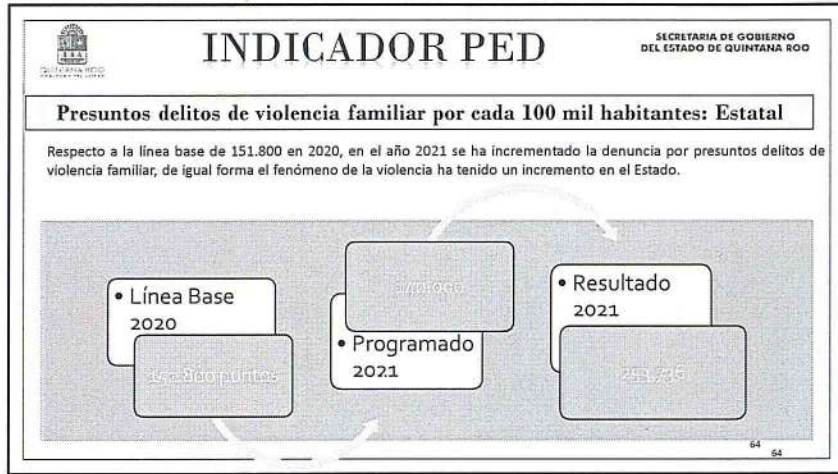 INDICADOR PED
SECRETARIA DE GOBIERNO
DEL ESTADO DE QUINTANA ROO
QUINTANA ROO
Presuntos delitos de violencia familiar por cada 100 mil habitantes: Estatal
Respecto a la línea base de 151.800 en 2020, en el año 2021 se ha incrementado la denuncia por presuntos delitos de
violencia familiar, de igual forma el fenómeno de la violencia ha tenido un incremento en el Estado.
• Línea Base
2020
puntos
• Programado
2021
• Resultado
2021
64
64